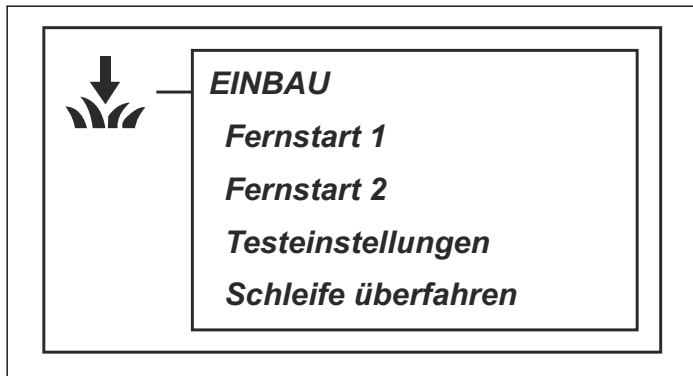 EINBAU
Fernstart 1
Fernstart 2
Testeinstellungen
Schleife überfahren